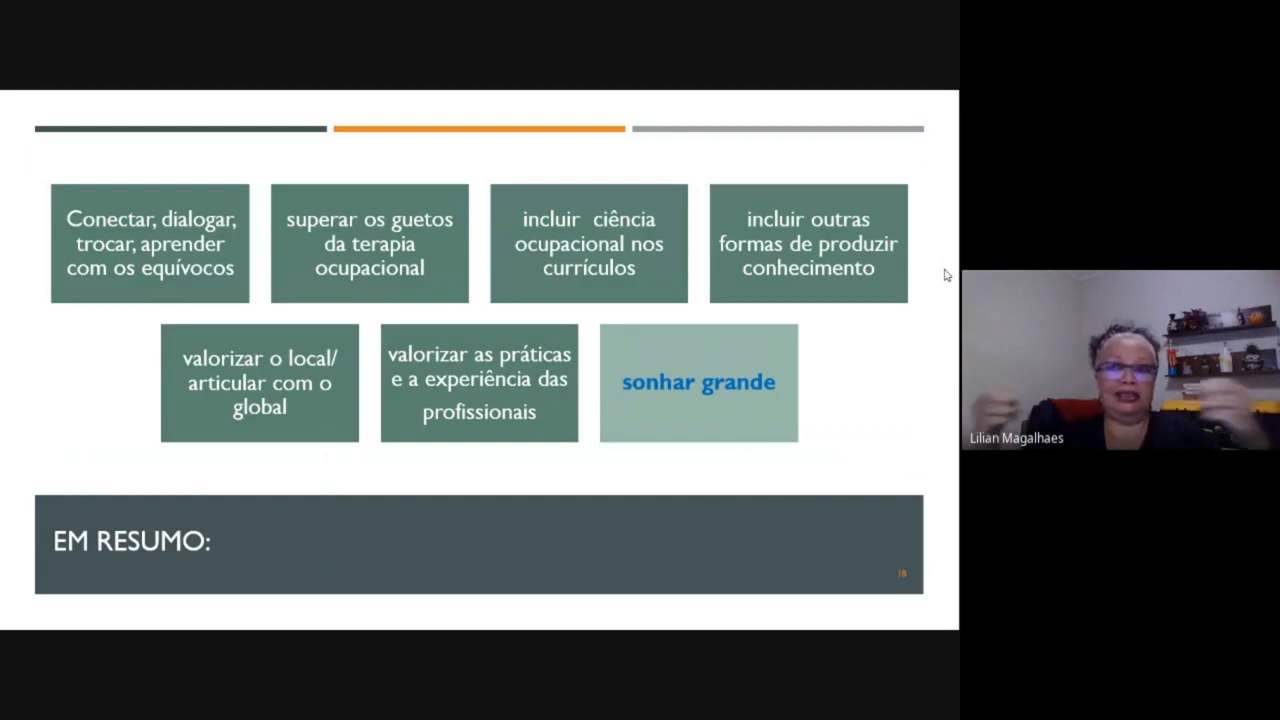 Conectar, dialogar,
trocar, aprender
com os equívocos
superar os guetos
da terapia
ocupacional
incluir ciência
ocupacional nos
currículos
incluir outras
formas de produzir
conhecimento
valorizar o local/
articular com o
global
valorizar as práticas
e a experiência das
profissionais
sonhar grande
EM RESUMO:
18
Lilian Magalhaes